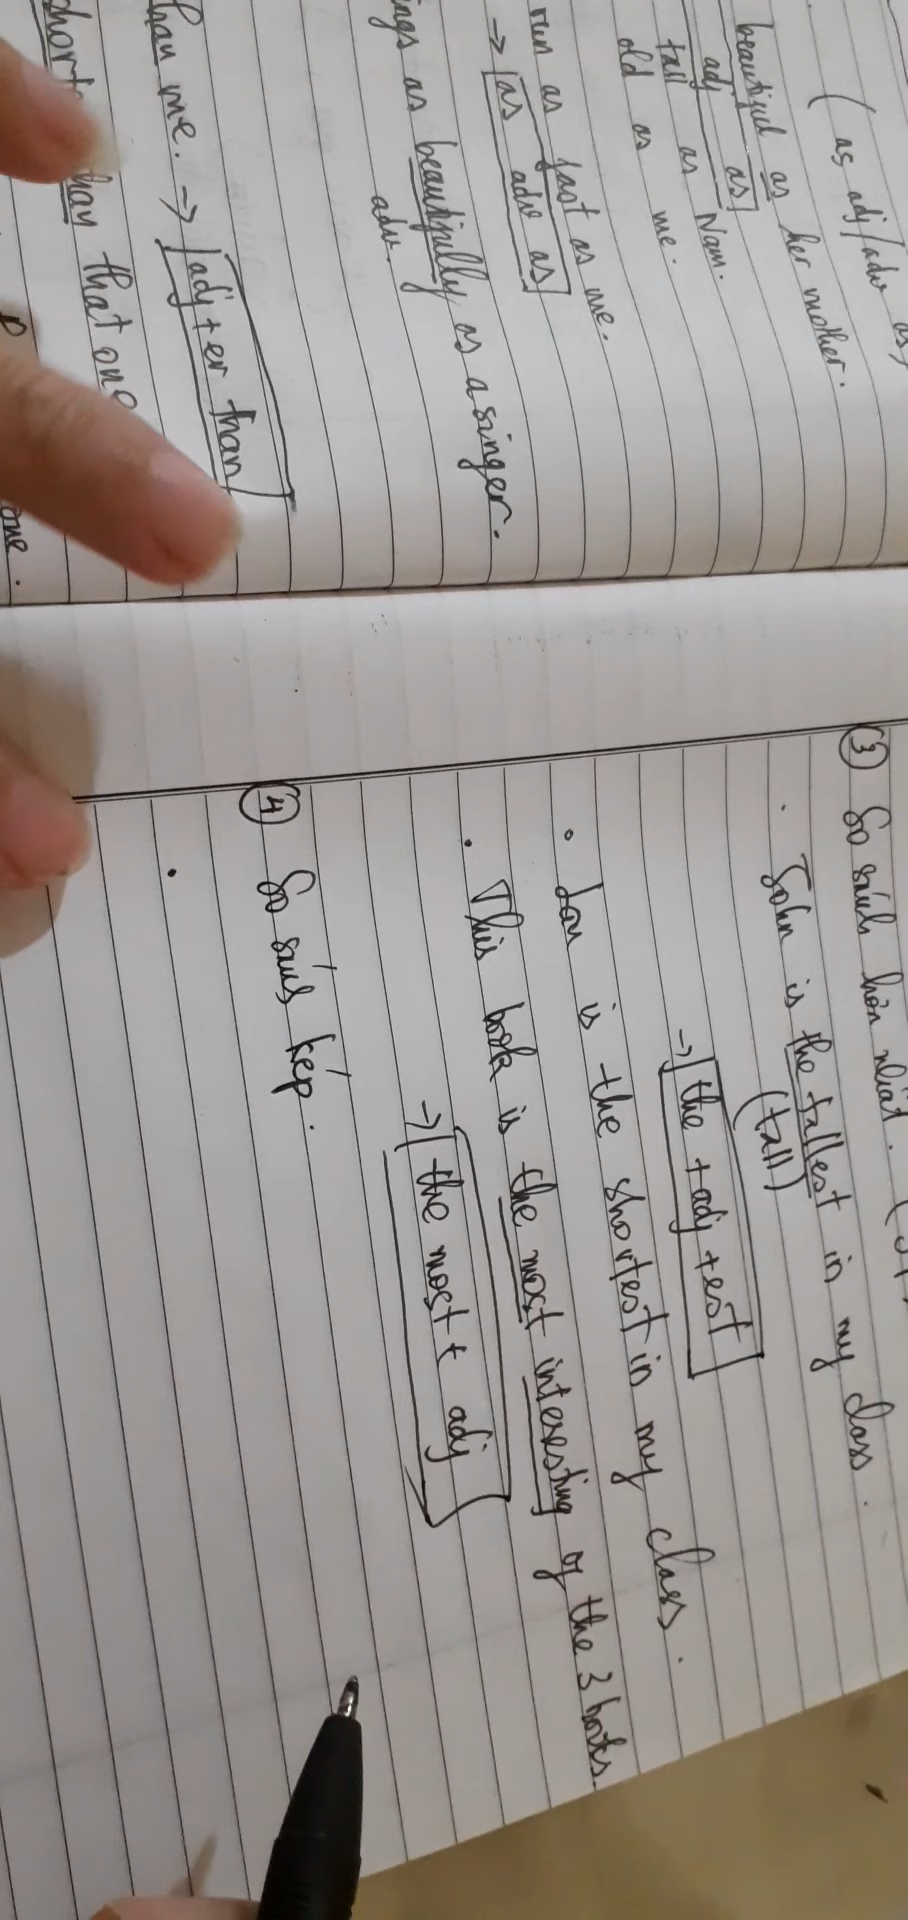 ( as adj/adv as)
beautiful as her mother.
adj as
tall as Nam.
old as me.
run as fast as me.
→ as adv as
as beautifully as a singer.
adv.
than me. → adj + er than
than that one
③ So sánh hơn nhất.
. John is the tallest in my class.
(tall)
→ the + adj + est
. Lan is the shortest in my class.
. This book is the most interesting of the 3 books.
→ the most + adj
④ So sánh kép.
.